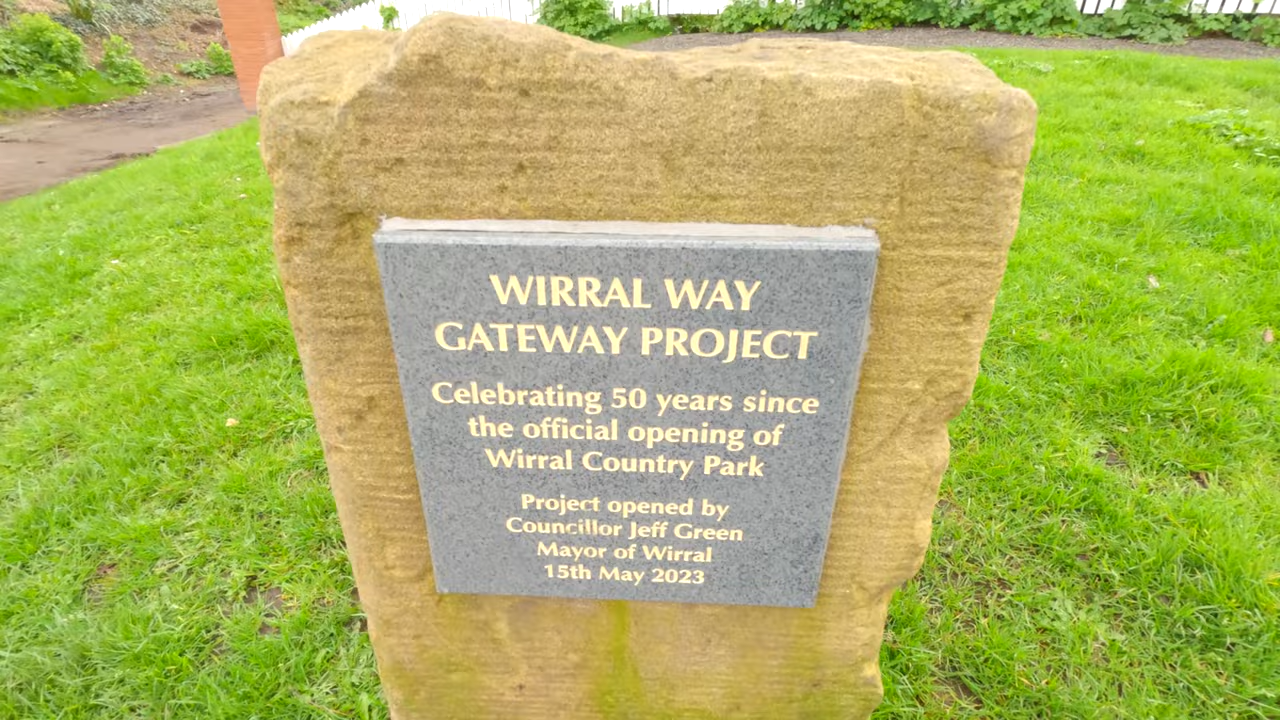 WIRRAL WAY
GATEWAY PROJECT
Celebrating 50 years since
the official opening of
Wirral Country Park
Project opened by
Councillor Jeff Green
Mayor of Wirral
15th May 2023